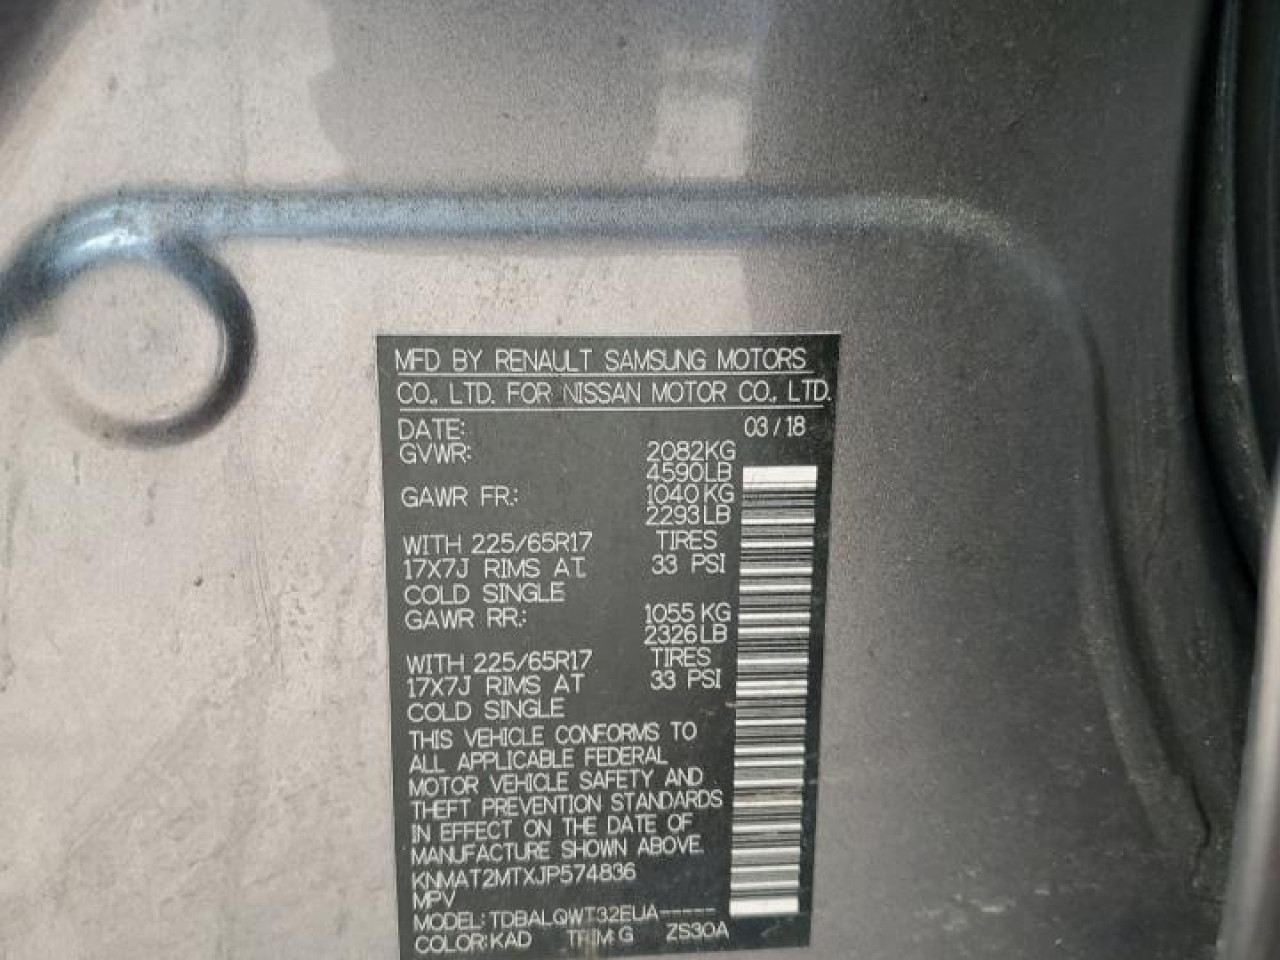 MFD BY RENAULT SAMSUNG MOTORS
CO., LTD. FOR NISSAN MOTOR CO., LTD.
DATE: 03/18
GVWR: 2082KG
4590LB
GAWR FR.: 1040KG
2293LB
WITH 225/65R17 TIRES
17X7J RIMS AT. 33 PSI
COLD SINGLE
GAWR RR.: 1055 KG
2326LB
WITH 225/65R17 TIRES
17X7J RIMS AT 33 PSI
COLD SINGLE
THIS VEHICLE CONFORMS TO
ALL APPLICABLE FEDERAL
MOTOR VEHICLE SAFETY AND
THEFT PREVENTION STANDARDS
IN EFFECT ON THE DATE OF
MANUFACTURE SHOWN ABOVE.
KNMAT2MTXJP574836
MPV
MODEL: TDBALQWT32EUA-----
COLOR: KAD TRIM: G ZS30A